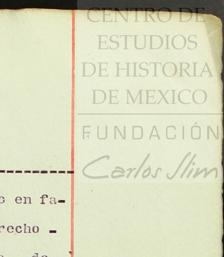 CENTRO DE
ESTUDIOS
DE HISTORIA
DE MEXICO
FUNDACIÓN
Carlos Slim
s en fa-
recho -